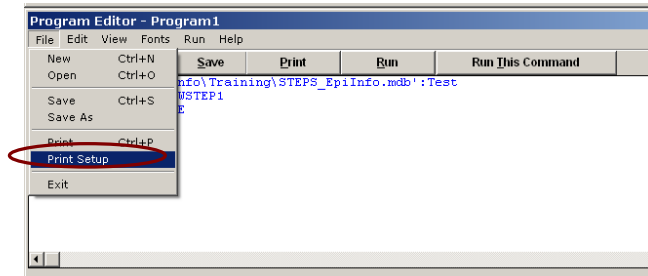 Program Editor - Program1
File Edit View Fonts Run Help
New Ctrl+N
Save Print Run Run This Command
Open Ctrl+O
nfo\Training\STEPS_EpiInfo.mdb':Test
WSTEP1
Save Ctrl+S
E
Save As
Print Ctrl+P
Print Setup
Exit